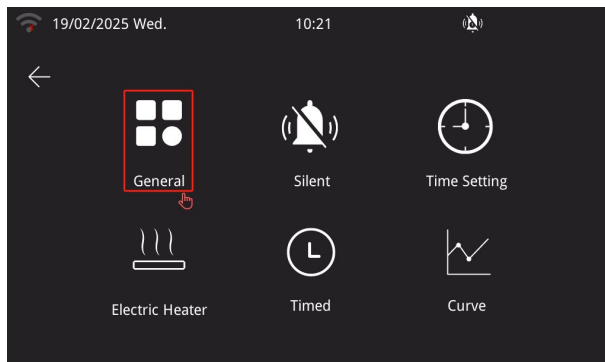 19/02/2025 Wed. 10:21
General Silent Time Setting
Electric Heater Timed Curve